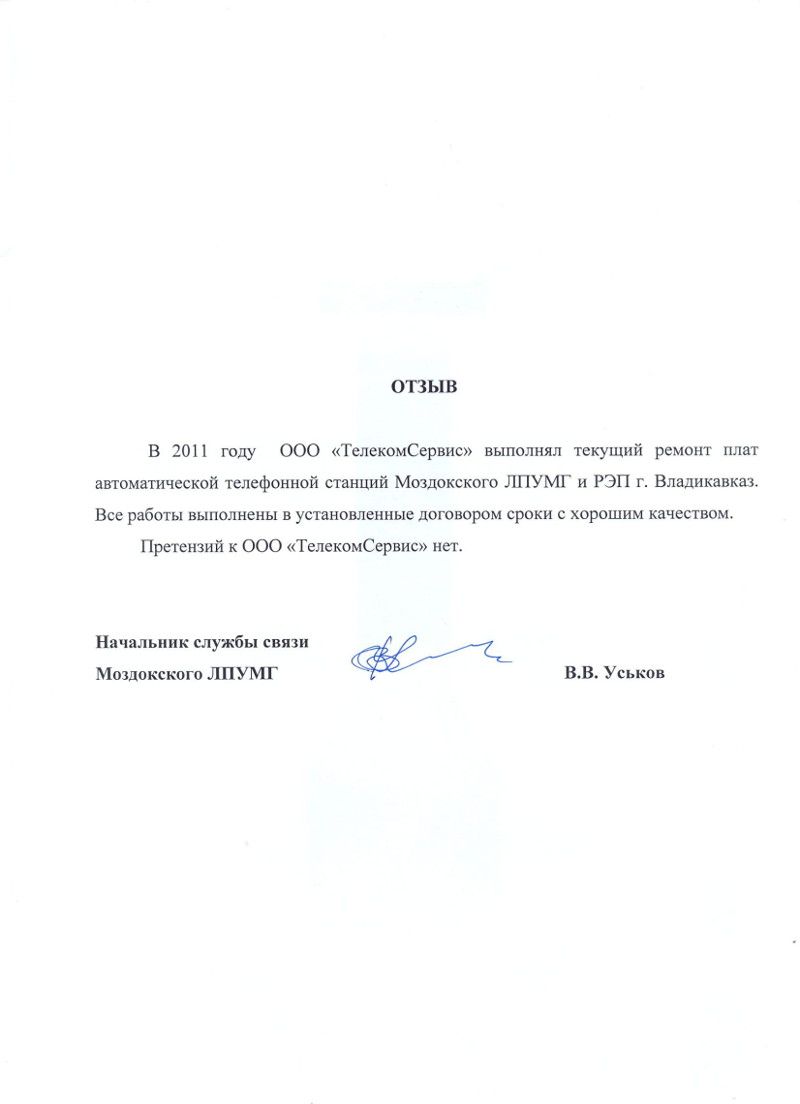 ОТЗЫВ
В 2011 году ООО «ТелекомСервис» выполнял текущий ремонт плат
автоматической телефонной станций Моздокского ЛПУМГ и РЭП г. Владикавказ.
Все работы выполнены в установленные договором сроки с хорошим качеством.
Претензий к ООО «ТелекомСервис» нет.
Начальник службы связи
Моздокского ЛПУМГ В.В. Уськов